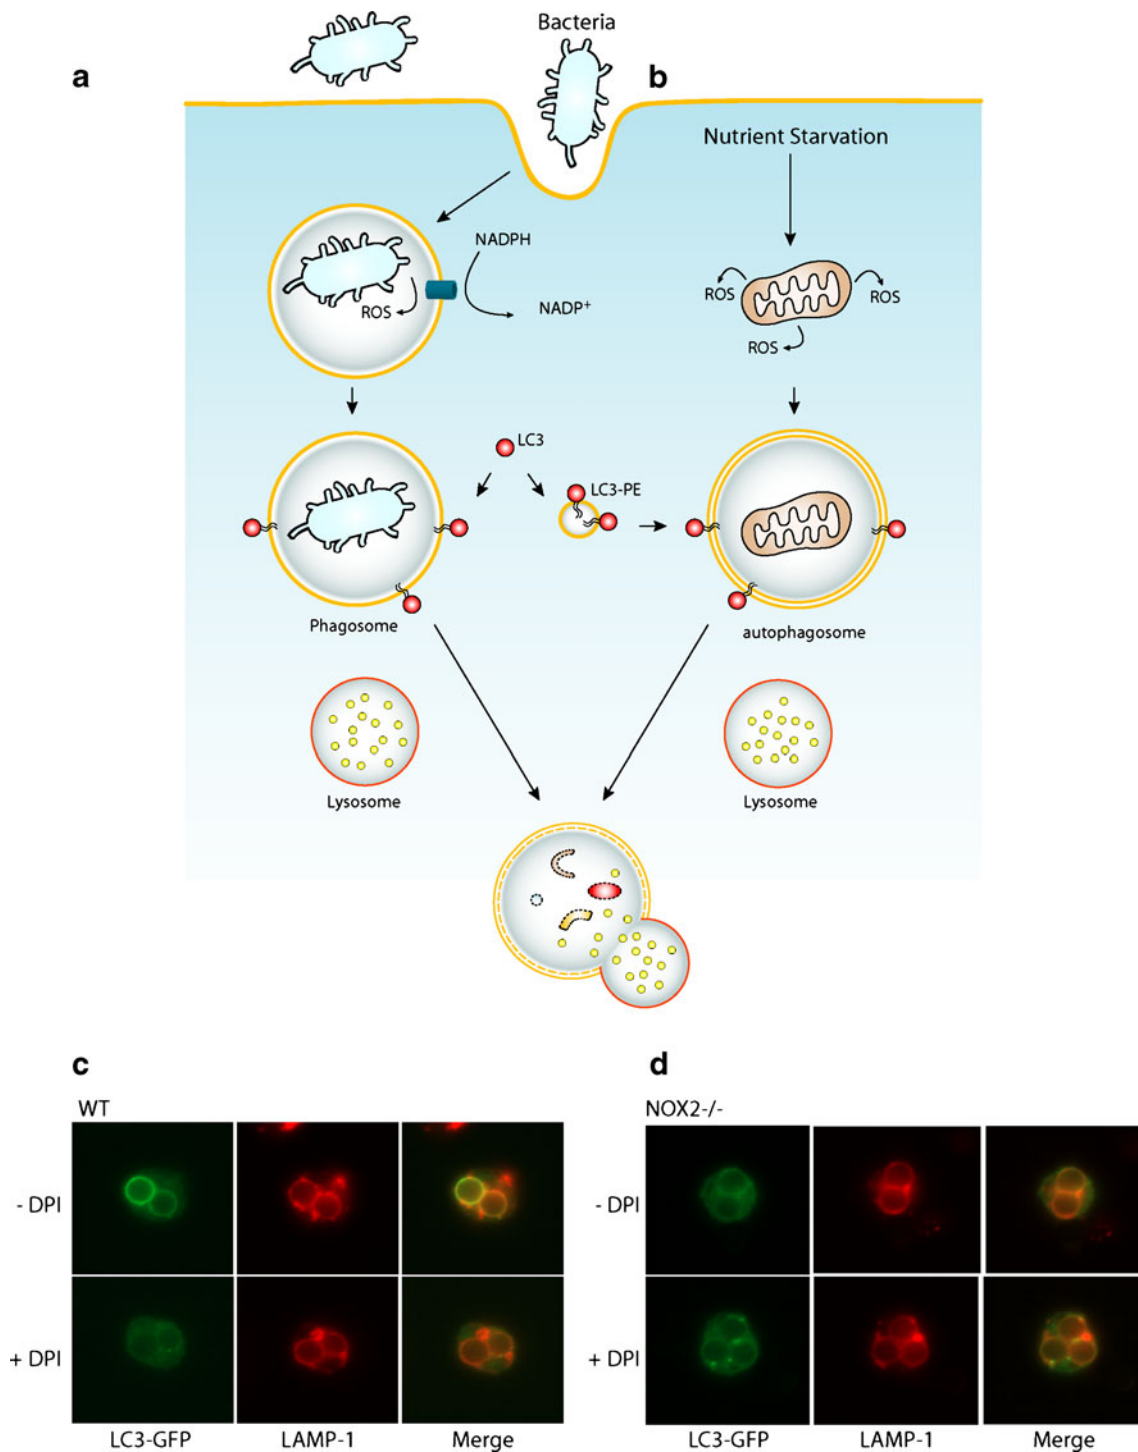 Bacteria
a
b
Nutrient Starvation
NADPH
ROS
NADP+
ROS
ROS
ROS
LC3
LC3-PE
Phagosome
autophagosome
Lysosome
Lysosome
c
d
WT
NOX2-/-
- DPI
- DPI
+ DPI
+ DPI
LC3-GFP
LAMP-1
Merge
LC3-GFP
LAMP-1
Merge